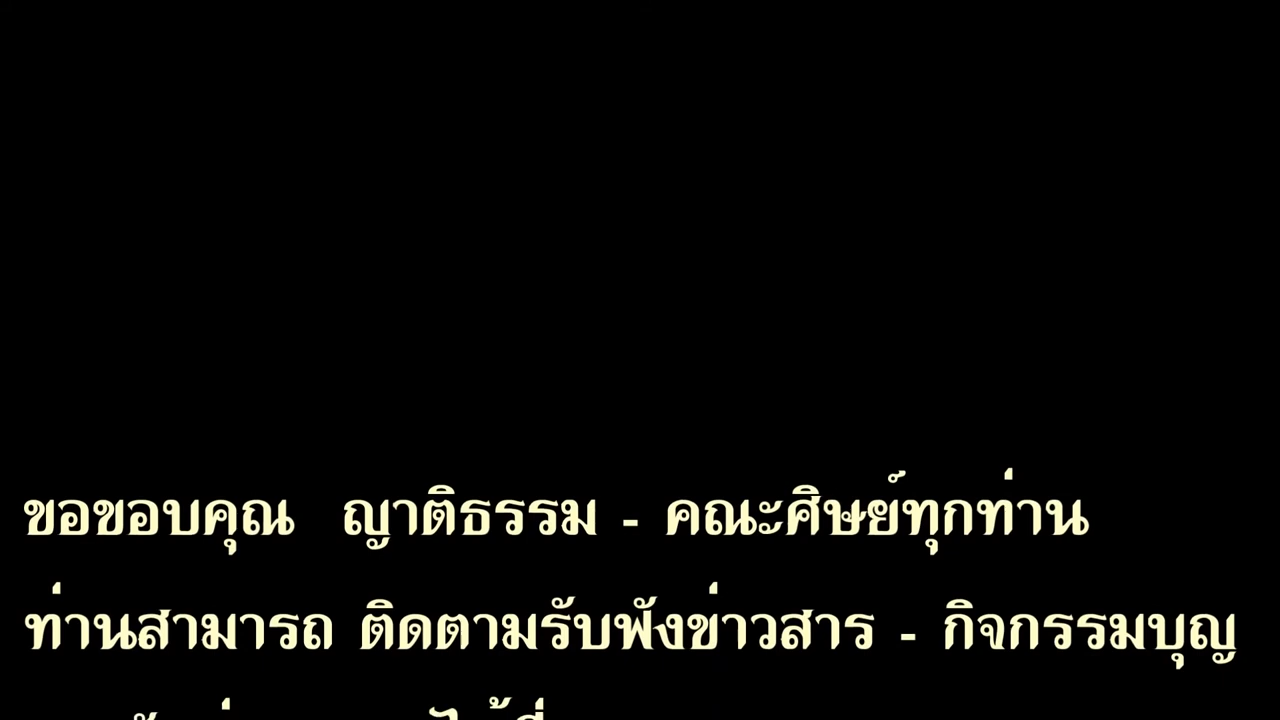 ขอขอบคุณ ญาติธรรม - คณะศิษย์ทุกท่าน
ท่านสามารถ ติดตามรับฟังข่าวสาร - กิจกรรมบุญ